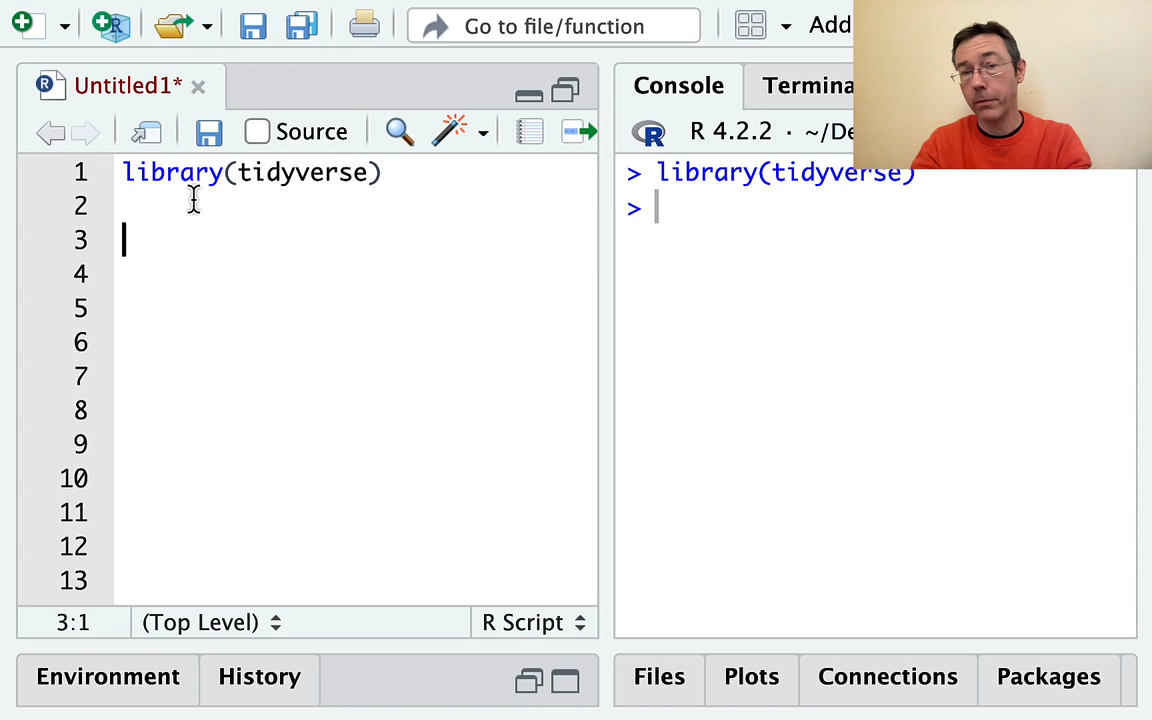 Go to file/function
Add
Untitled1*
Source
1 library(tidyverse)
2
3
4
5
6
7
8
9
10
11
12
13
3:1 (Top Level) R Script
Environment History
Console Termina
R 4.2.2 · ~/De
> library(tidyverse)
>
Files Plots Connections Packages